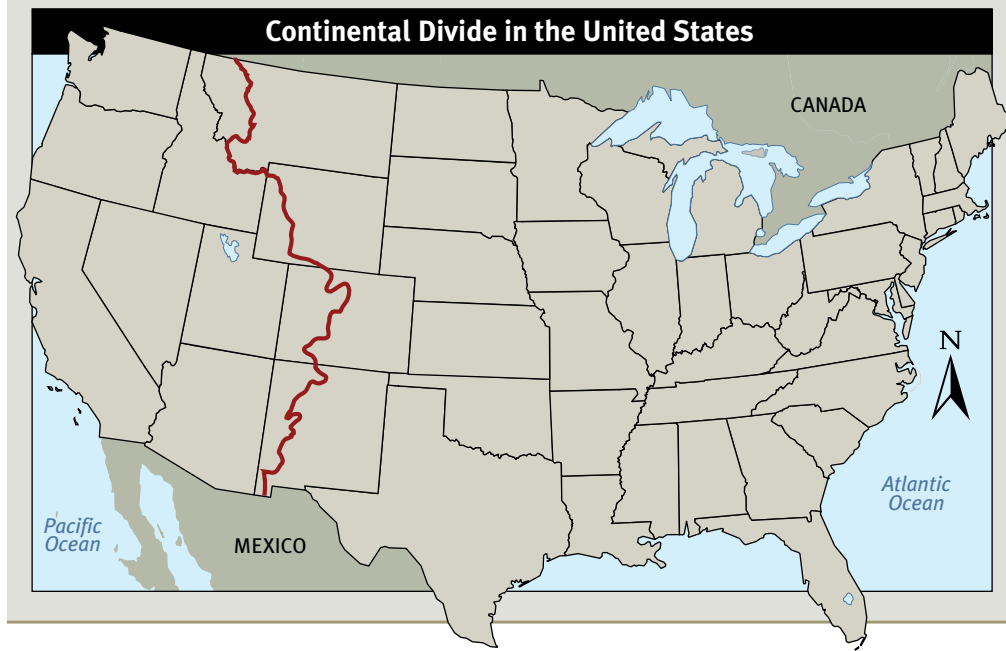 Continental Divide in the United States
CANADA
N
Atlantic
Ocean
Pacific
Ocean
MEXICO